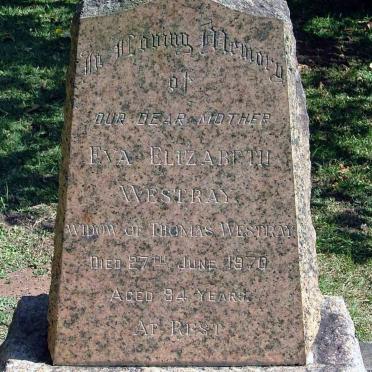 In Loving Memory
of
OUR DEAR MOTHER
EVA ELIZABETH
WESTRAY
WIDOW OF THOMAS WESTRAY
DIED 27TH JUNE 1970
AGED 94 YEARS
AT REST